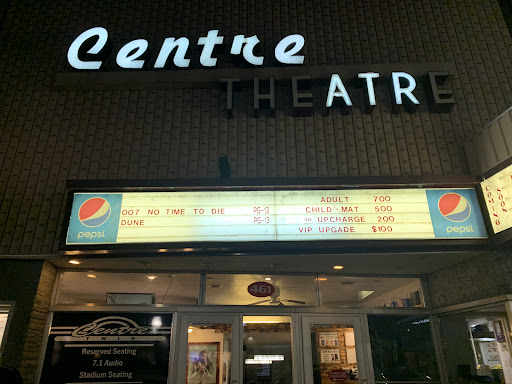 Centre
THEATRE
pepsi
007 NO TIME TO DIE PG-13
DUNE PG-13
ADULT 700
CHILD\MAT 500
3D UPCHARGE 200
VIP UPGADE $100
pepsi
461
Centre
TWIN
Reserved Seating
7.1 Audio
Stadium Seating